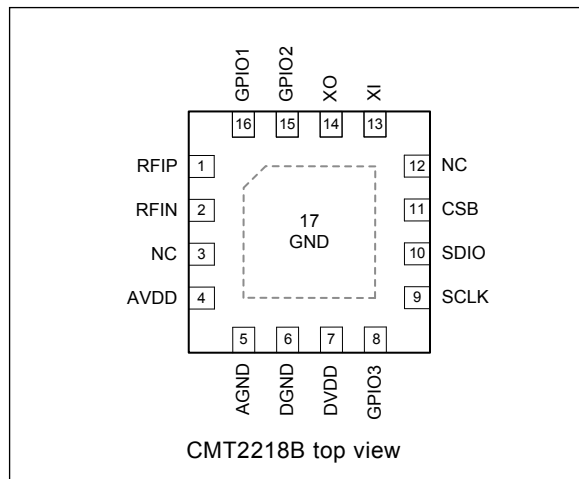 GPIO1
GPIO2
XO
XI
16
15
14
13
RFIP
1
12
NC
RFIN
2
11
CSB
17
GND
NC
3
10
SDIO
AVDD
4
9
SCLK
5
6
7
8
AGND
DGND
DVDD
GPIO3
CMT2218B top view